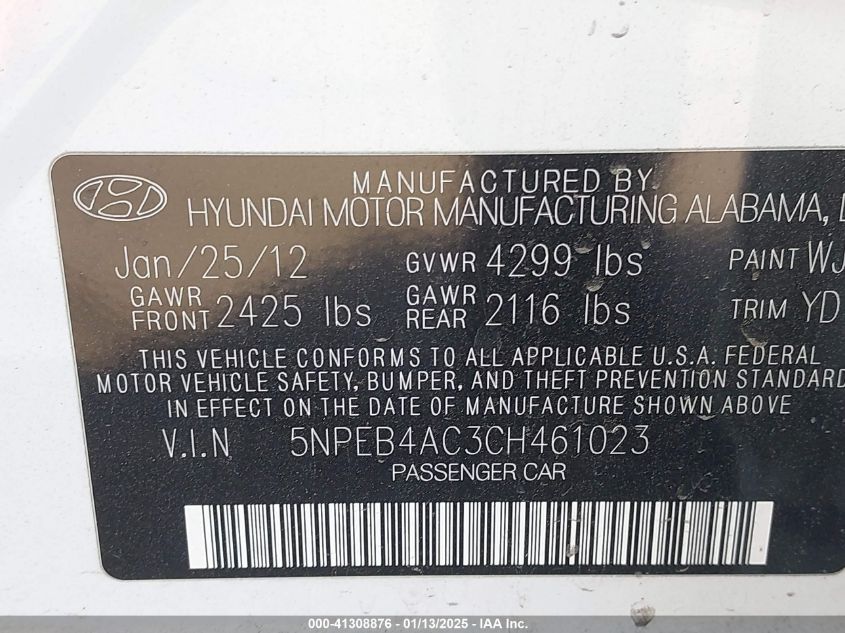 MANUFACTURED BY
HYUNDAI MOTOR MANUFACTURING ALABAMA,
Jan/25/12 GVWR 4299 lbs PAINT WJ
GAWR FRONT 2425 lbs GAWR REAR 2116 lbs TRIM YD
THIS VEHICLE CONFORMS TO ALL APPLICABLE U.S.A. FEDERAL
MOTOR VEHICLE SAFETY, BUMPER, AND THEFT PREVENTION STANDARD
IN EFFECT ON THE DATE OF MANUFACTURE SHOWN ABOVE
V.I.N 5NPEB4AC3CH461023
PASSENGER CAR
000-41308876 - 01/13/2025 - IAA Inc.